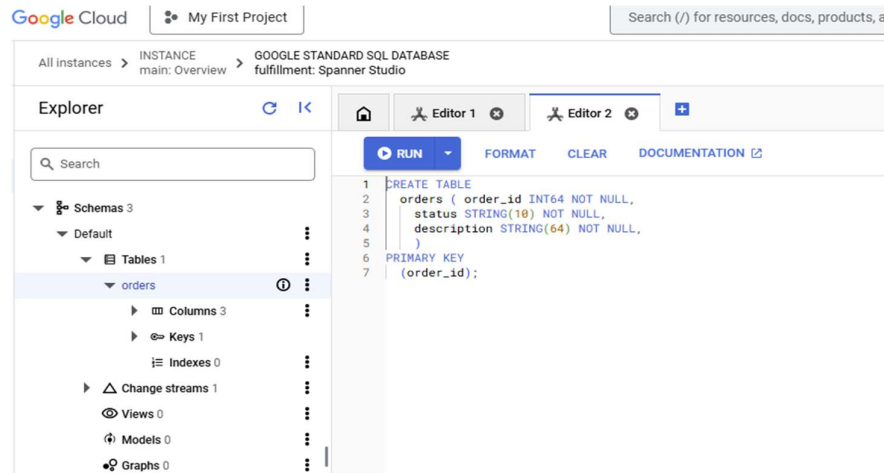 Google Cloud
My First Project
Search (/) for resources, docs, products, a
All instances
INSTANCE
main: Overview
GOOGLE STANDARD SQL DATABASE
fulfillment: Spanner Studio
Explorer
Search
Schemas 3
Default
Tables 1
orders
Columns 3
Keys 1
Indexes 0
Change streams 1
Views 0
Models 0
Graphs 0
Editor 1
Editor 2
RUN
FORMAT
CLEAR
DOCUMENTATION
1 CREATE TABLE
2 orders ( order_id INT64 NOT NULL,
3 status STRING(10) NOT NULL,
4 description STRING(64) NOT NULL,
5 )
6 PRIMARY KEY
7 (order_id);